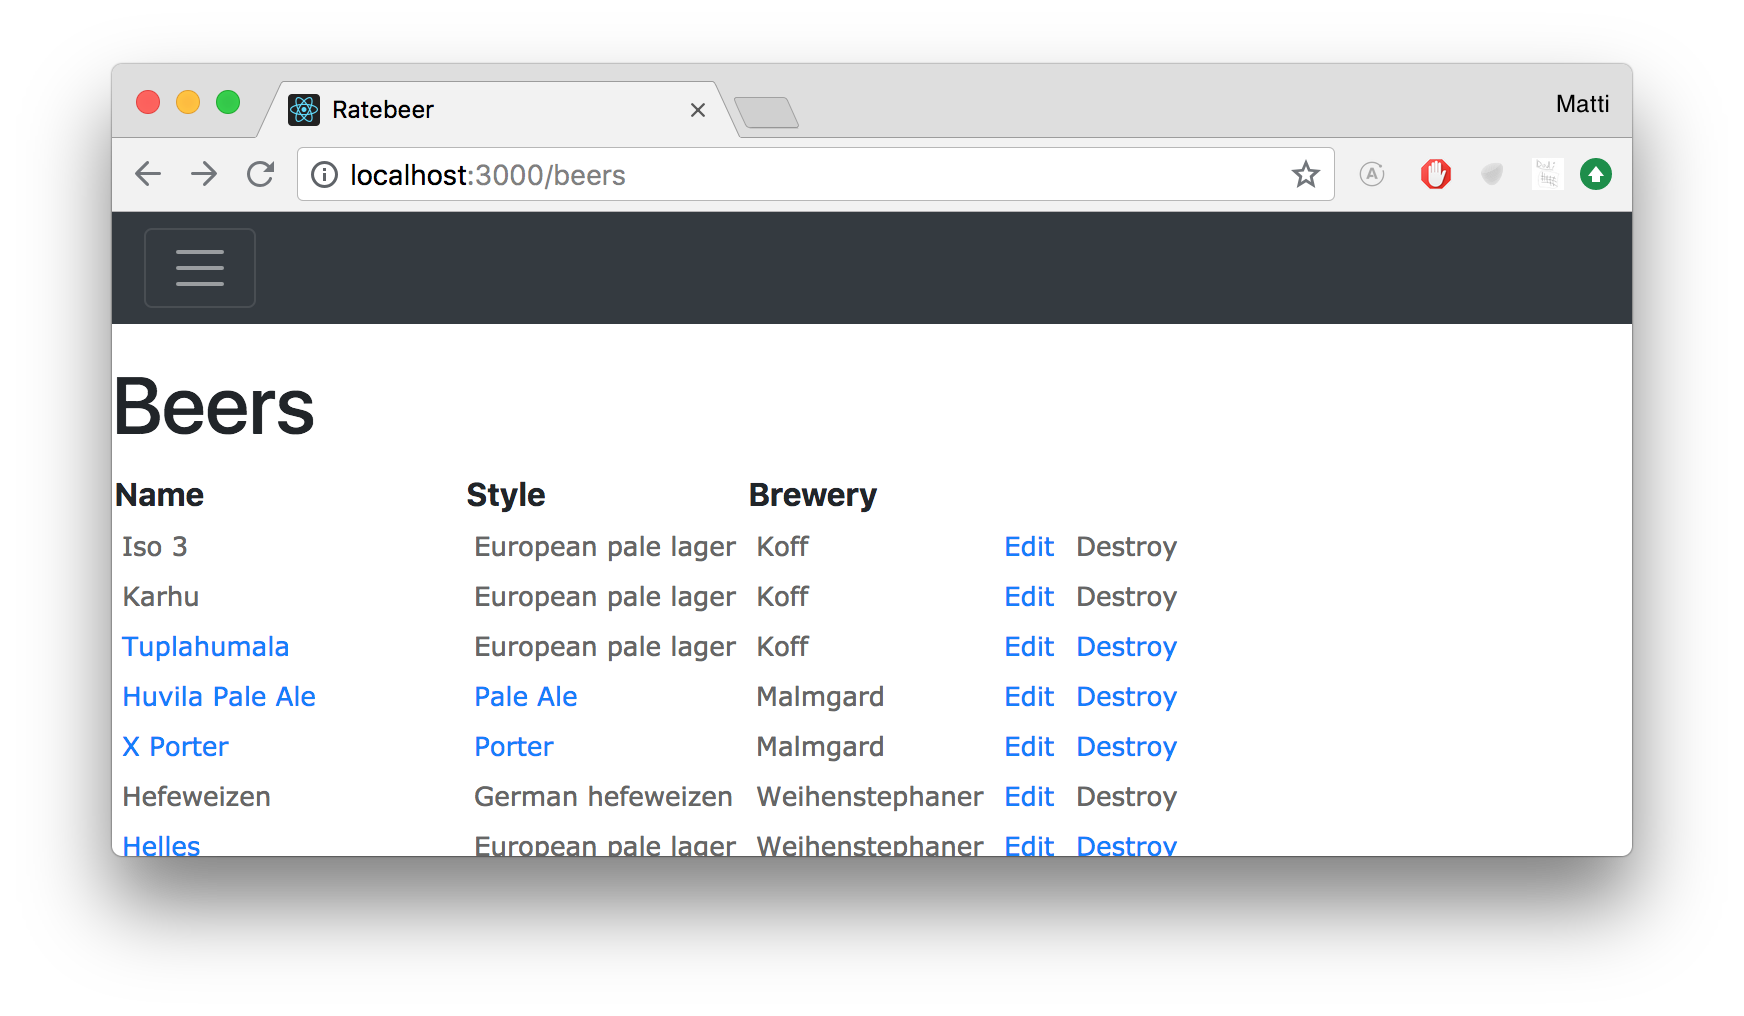 Ratebeer
Matti
localhost:3000/beers
Beers
Name Style Brewery
Iso 3 European pale lager Koff Edit Destroy
Karhu European pale lager Koff Edit Destroy
Tuplahumala European pale lager Koff Edit Destroy
Huvila Pale Ale Pale Ale Malmgard Edit Destroy
X Porter Porter Malmgard Edit Destroy
Hefeweizen German hefeweizen Weihenstephaner Edit Destroy
Helles European pale lager Weihenstephaner Edit Destroy